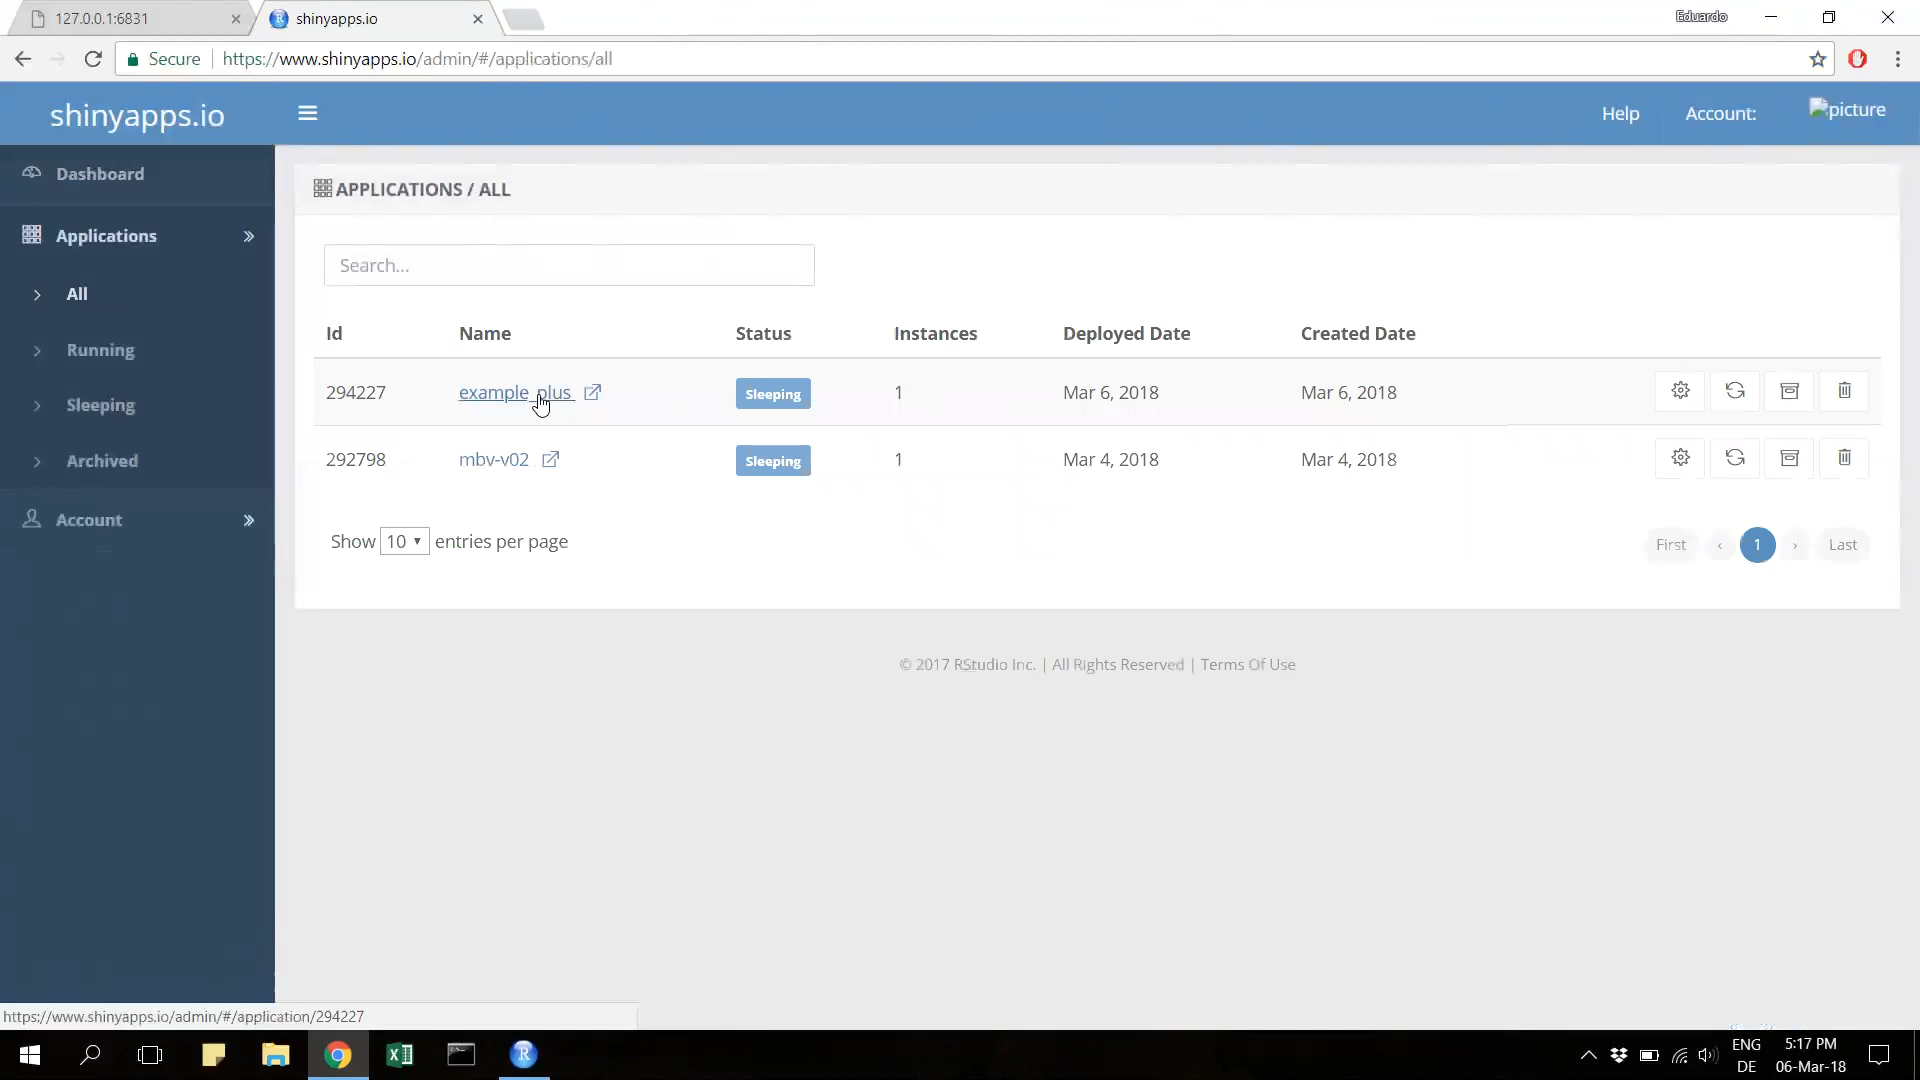 127.0.0.1:6831
shinyapps.io
Eduardo
Secure
https://www.shinyapps.io/admin/#/applications/all
shinyapps.io
Help
Account:
picture
Dashboard
Applications
All
Running
Sleeping
Archived
Account
APPLICATIONS / ALL
Search...
Id Name Status Instances Deployed Date Created Date
294227 example_plus Sleeping 1 Mar 6, 2018 Mar 6, 2018
292798 mbv-v02 Sleeping 1 Mar 4, 2018 Mar 4, 2018
Show 10 entries per page
First ‹ 1 › Last
© 2017 RStudio Inc. | All Rights Reserved | Terms Of Use
https://www.shinyapps.io/admin/#/application/294227
ENG
DE
5:17 PM
06-Mar-18